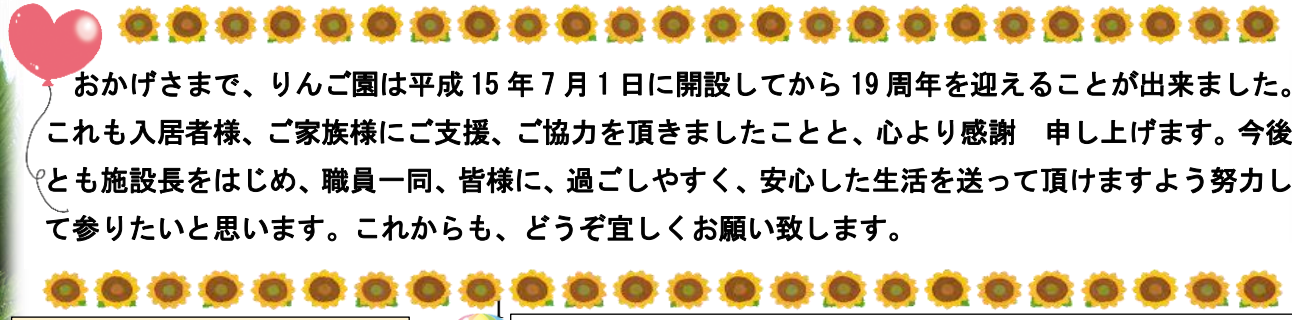 おかげさまで、りんご園は平成 15 年 7 月 1 日に開設してから 19 周年を迎えることが出来ました。
これも入居者様、ご家族様にご支援、ご協力を頂きましたことと、心より感謝　申し上げます。今後
とも施設長をはじめ、職員一同、皆様に、過ごしやすく、安心した生活を送って頂けますよう努力し
て参りたいと思います。これからも、どうぞ宜しくお願い致します。